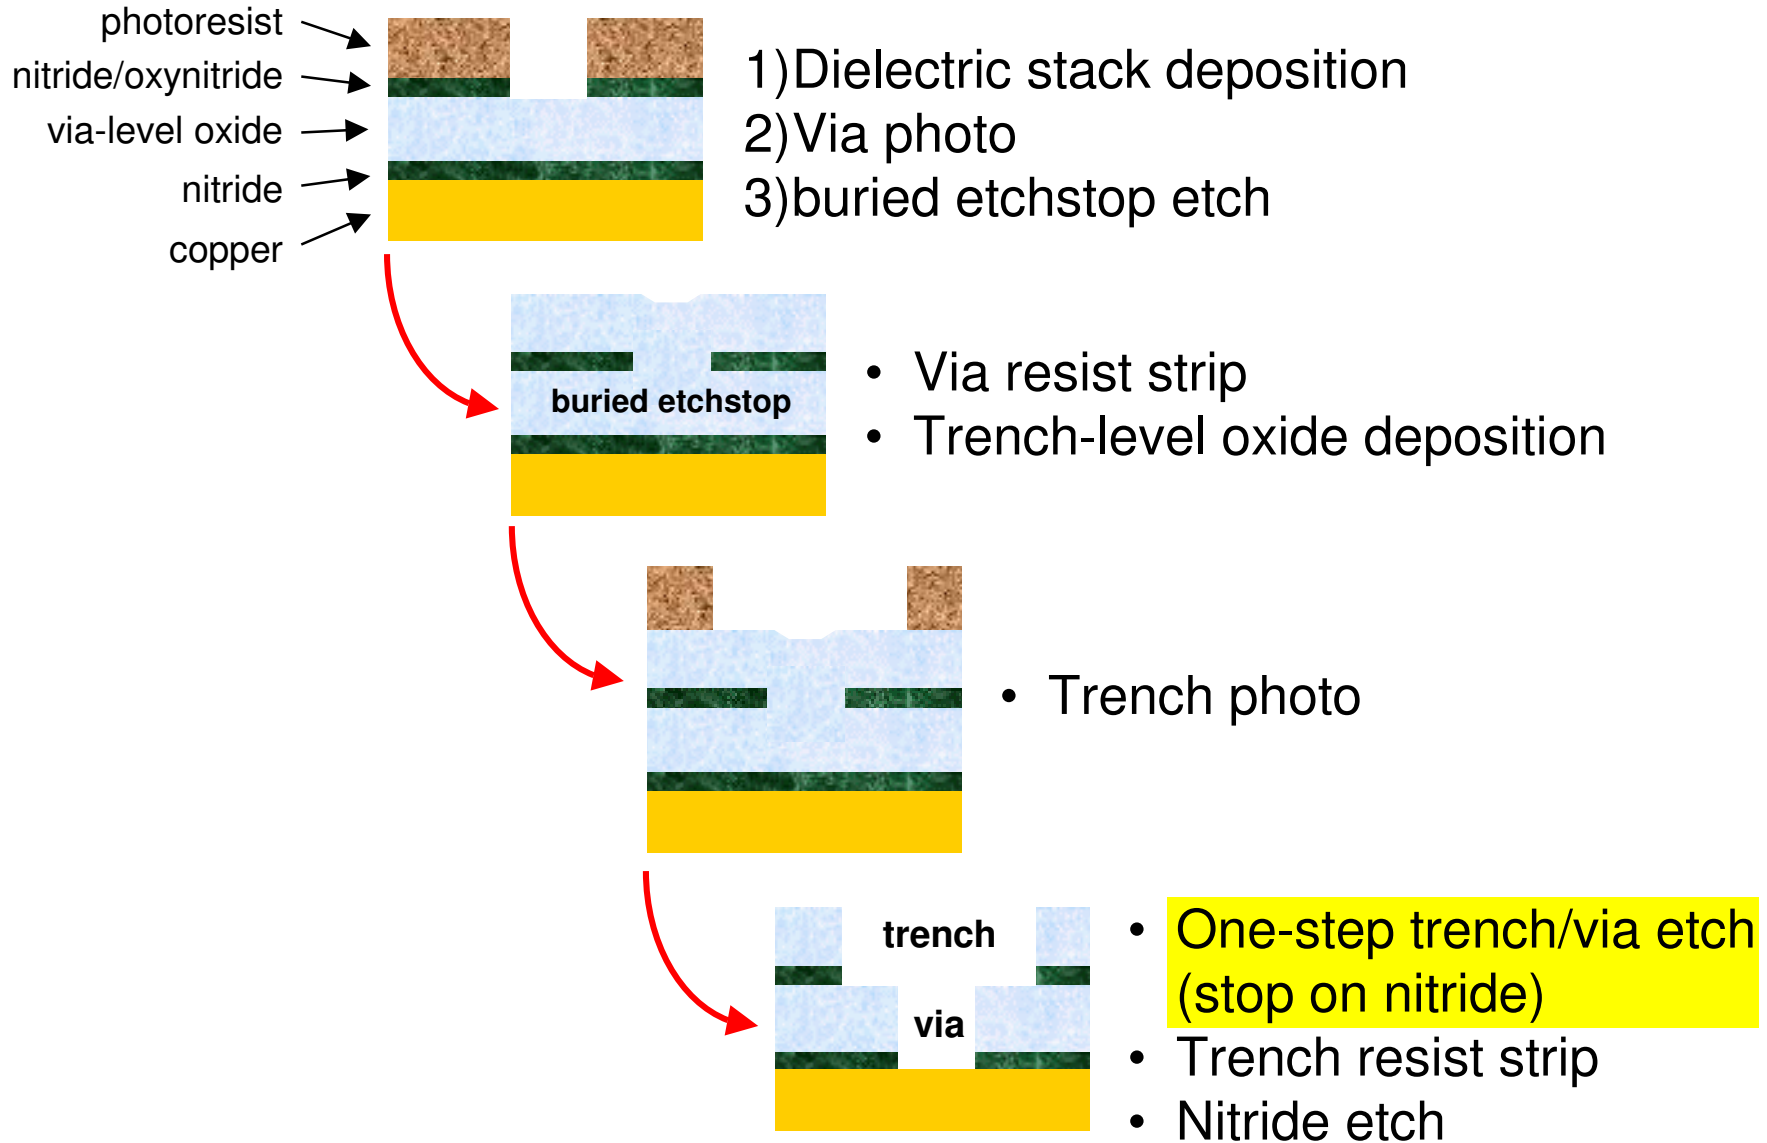 photoresist
nitride/oxynitride
via-level oxide
nitride
copper
1)Dielectric stack deposition
2)Via photo
3)buried etchstop etch
buried etchstop
• Via resist strip
• Trench-level oxide deposition
• Trench photo
trench
via
• One-step trench/via etch
(stop on nitride)
• Trench resist strip
• Nitride etch